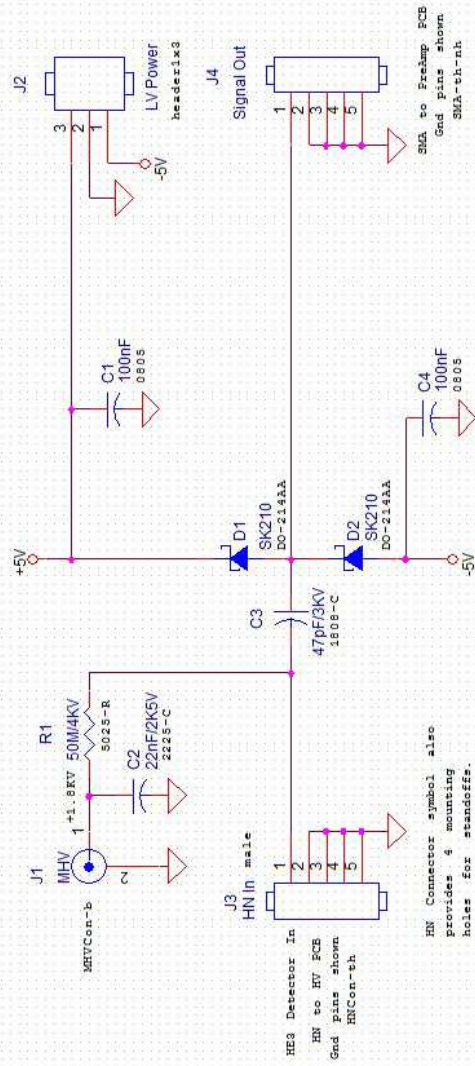 J1
MHV
MHVCon-b
1
+1.8KV
2
R1
50M/4KV
5025-R
C2
22nF/2K5V
2225-C
J3
HN In
male
1
2
3
4
5
HE3 Detector In
HN to HV PCB
Gnd pins shown
HNCon-th
HN Connector symbol also
provides 4 mounting
holes for standoffs.
+5V
C3
47pF/3KV
1808-C
D1
SK210
DO-214AA
D2
SK210
DO-214AA
-5V
C1
100nF
0805
C4
100nF
0805
J2
3
2
1
LV Power
header1x3
-5V
J4
Signal Out
1
2
3
4
5
SMA to PreAmp PCB
Gnd pins shown
SMA-th-nh